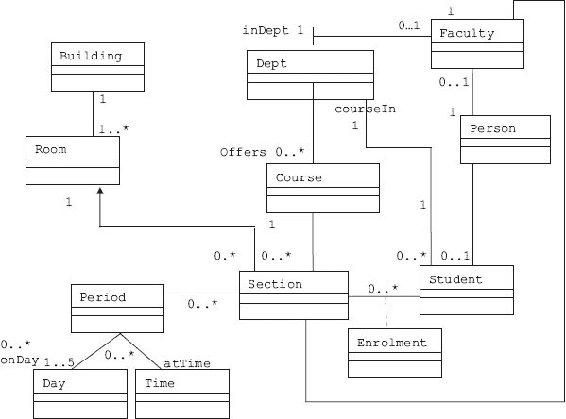 1
inDept 1
0…1
Faculty
Building
Dept
0..1
1
courseIn
1
1..*
1
Person
Room
Offers 0..*
Course
1
1
1
0..*
0..*
0..*
0..1
Section
Student
Period
0..*
0..*
Enrolment
0..*
onDay
1..5
0..*
atTime
Day
Time